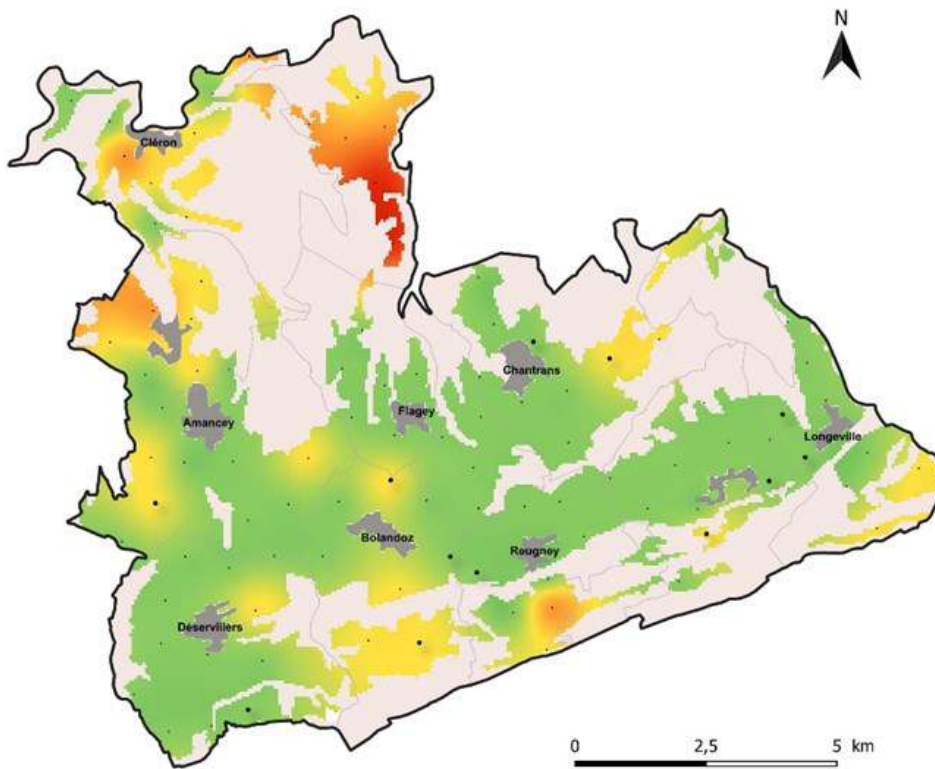 N
Cléron
Chantrans
Amancey
Flagey
Longeville
Bolandoz
Reugney
Déservillers
0 2,5 5 km